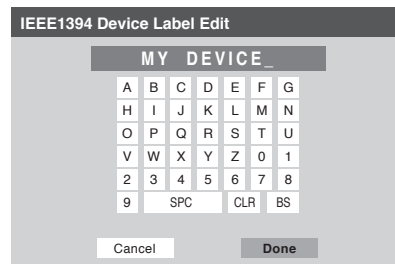 IEEE1394 Device Label Edit
MY DEVICE_
A B C D E F G
H I J K L M N
O P Q R S T U
V W X Y Z 0 1
2 3 4 5 6 7 8
9 SPC CLR BS
Cancel Done